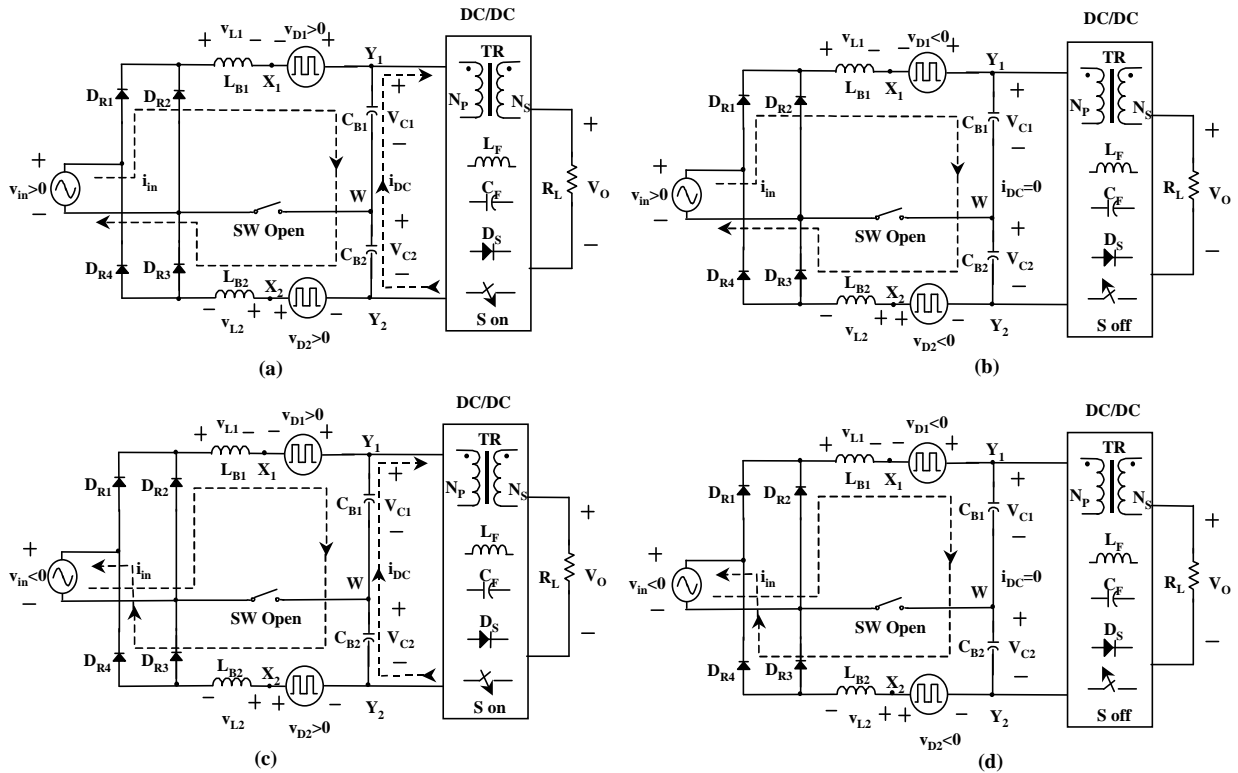 DC/DC
v_L1
v_D1>0
+ − − +
Y_1
TR
L_B1
X_1
D_R1
D_R2
+
N_P
N_S
C_B1
V_C1
−
+
L_F
+
v_in>0
−
i_in
W
i_DC
C_F
R_L
V_O
SW Open
+
D_R4
D_R3
C_B2
V_C2
D_S
−
L_B2
X_2
−
− + + −
v_L2
v_D2>0
Y_2
S on
(a)
DC/DC
v_L1
v_D1<0
+ − − +
Y_1
TR
L_B1
X_1
D_R1
D_R2
+
N_P
N_S
C_B1
V_C1
−
+
L_F
+
v_in>0
−
i_in
W
i_DC=0
C_F
R_L
V_O
SW Open
+
D_R4
D_R3
C_B2
V_C2
D_S
−
L_B2
X_2
−
− + + −
v_L2
v_D2<0
Y_2
S off
(b)
DC/DC
v_L1
v_D1>0
+ − − +
Y_1
TR
L_B1
X_1
D_R1
D_R2
+
N_P
N_S
C_B1
V_C1
−
+
L_F
+
v_in<0
−
i_in
W
i_DC
C_F
R_L
V_O
SW Open
+
D_R4
D_R3
C_B2
V_C2
D_S
−
L_B2
X_2
−
− + + −
v_L2
v_D2>0
Y_2
S on
(c)
DC/DC
v_L1
v_D1<0
+ − − +
Y_1
TR
L_B1
X_1
D_R1
D_R2
+
N_P
N_S
C_B1
V_C1
−
+
L_F
+
v_in<0
−
i_in
W
i_DC=0
C_F
R_L
V_O
SW Open
+
D_R4
D_R3
C_B2
V_C2
D_S
−
L_B2
X_2
−
− + + −
v_L2
v_D2<0
Y_2
S off
(d)